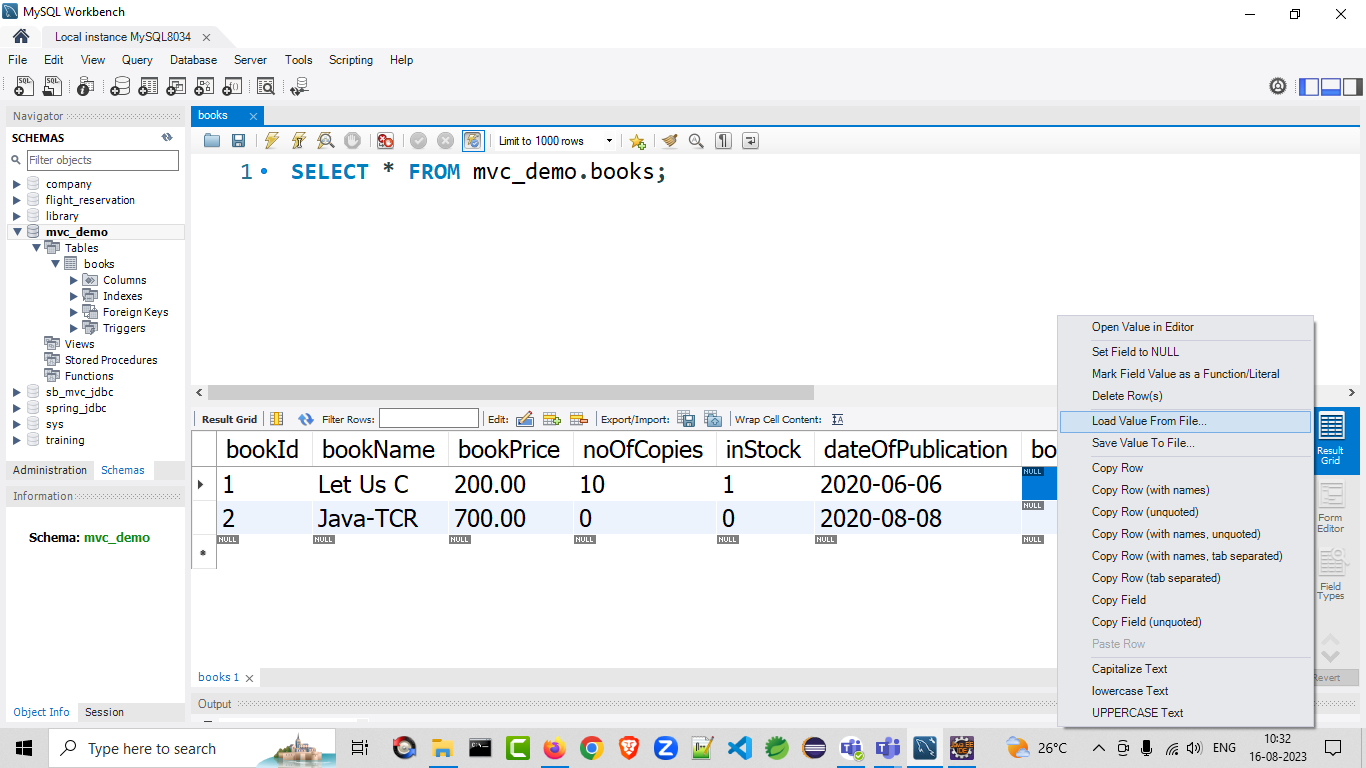 MySQL Workbench
Local instance MySQL8034
File Edit View Query Database Server Tools Scripting Help
Navigator
SCHEMAS
Filter objects
company
flight_reservation
library
mvc_demo
Tables
books
Columns
Indexes
Foreign Keys
Triggers
Views
Stored Procedures
Functions
sb_mvc_jdbc
spring_jdbc
sys
training
Administration Schemas
Information
Schema: mvc_demo
Object Info Session
books
Limit to 1000 rows
1 SELECT * FROM mvc_demo.books;
Result Grid Filter Rows: Edit: Export/Import: Wrap Cell Content:
bookId bookName bookPrice noOfCopies inStock dateOfPublication bo
1 Let Us C 200.00 10 1 2020-06-06 NULL
2 Java-TCR 700.00 0 0 2020-08-08 NULL
NULL NULL NULL NULL NULL NULL NULL
books 1
Output
Open Value in Editor
Set Field to NULL
Mark Field Value as a Function/Literal
Delete Row(s)
Load Value From File...
Save Value To File...
Copy Row
Copy Row (with names)
Copy Row (unquoted)
Copy Row (with names, unquoted)
Copy Row (with names, tab separated)
Copy Row (tab separated)
Copy Field
Copy Field (unquoted)
Paste Row
Capitalize Text
lowercase Text
UPPERCASE Text
Result
Grid
Form
Editor
Field
Types
Revert
Type here to search
26°C
ENG
10:32
16-08-2023